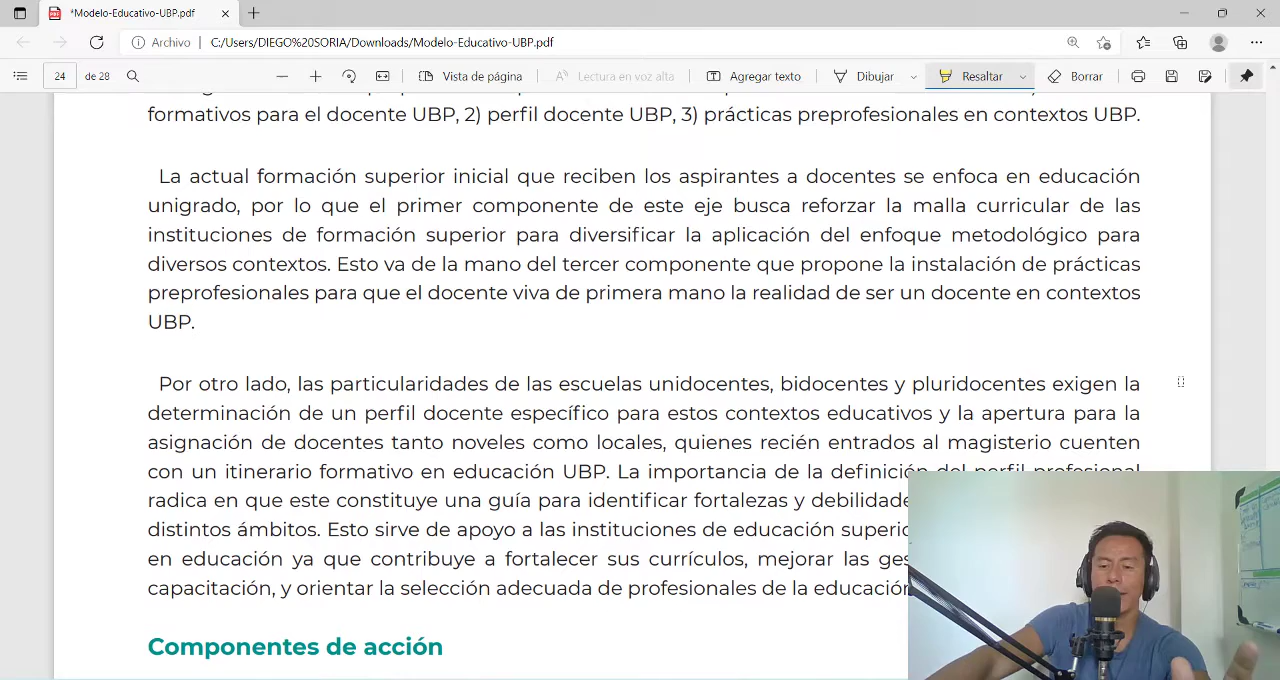 *Modelo-Educativo-UBP.pdf
Archivo C:/Users/DIEGO%20SORIA/Downloads/Modelo-Educativo-UBP.pdf
24 de 28 Vista de página Lectura en voz alta Agregar texto Dibujar Resaltar Borrar
formativos para el docente UBP, 2) perfil docente UBP, 3) prácticas preprofesionales en contextos UBP.
La actual formación superior inicial que reciben los aspirantes a docentes se enfoca en educación
unigrado, por lo que el primer componente de este eje busca reforzar la malla curricular de las
instituciones de formación superior para diversificar la aplicación del enfoque metodológico para
diversos contextos. Esto va de la mano del tercer componente que propone la instalación de prácticas
preprofesionales para que el docente viva de primera mano la realidad de ser un docente en contextos
UBP.
Por otro lado, las particularidades de las escuelas unidocentes, bidocentes y pluridocentes exigen la
determinación de un perfil docente específico para estos contextos educativos y la apertura para la
asignación de docentes tanto noveles como locales, quienes recién entrados al magisterio cuenten
con un itinerario formativo en educación UBP. La importancia de la definición del perfil profesional
radica en que este constituye una guía para identificar fortalezas y debilidade
distintos ámbitos. Esto sirve de apoyo a las instituciones de educación superio
en educación ya que contribuye a fortalecer sus currículos, mejorar las ges
capacitación, y orientar la selección adecuada de profesionales de la educación
Componentes de acción